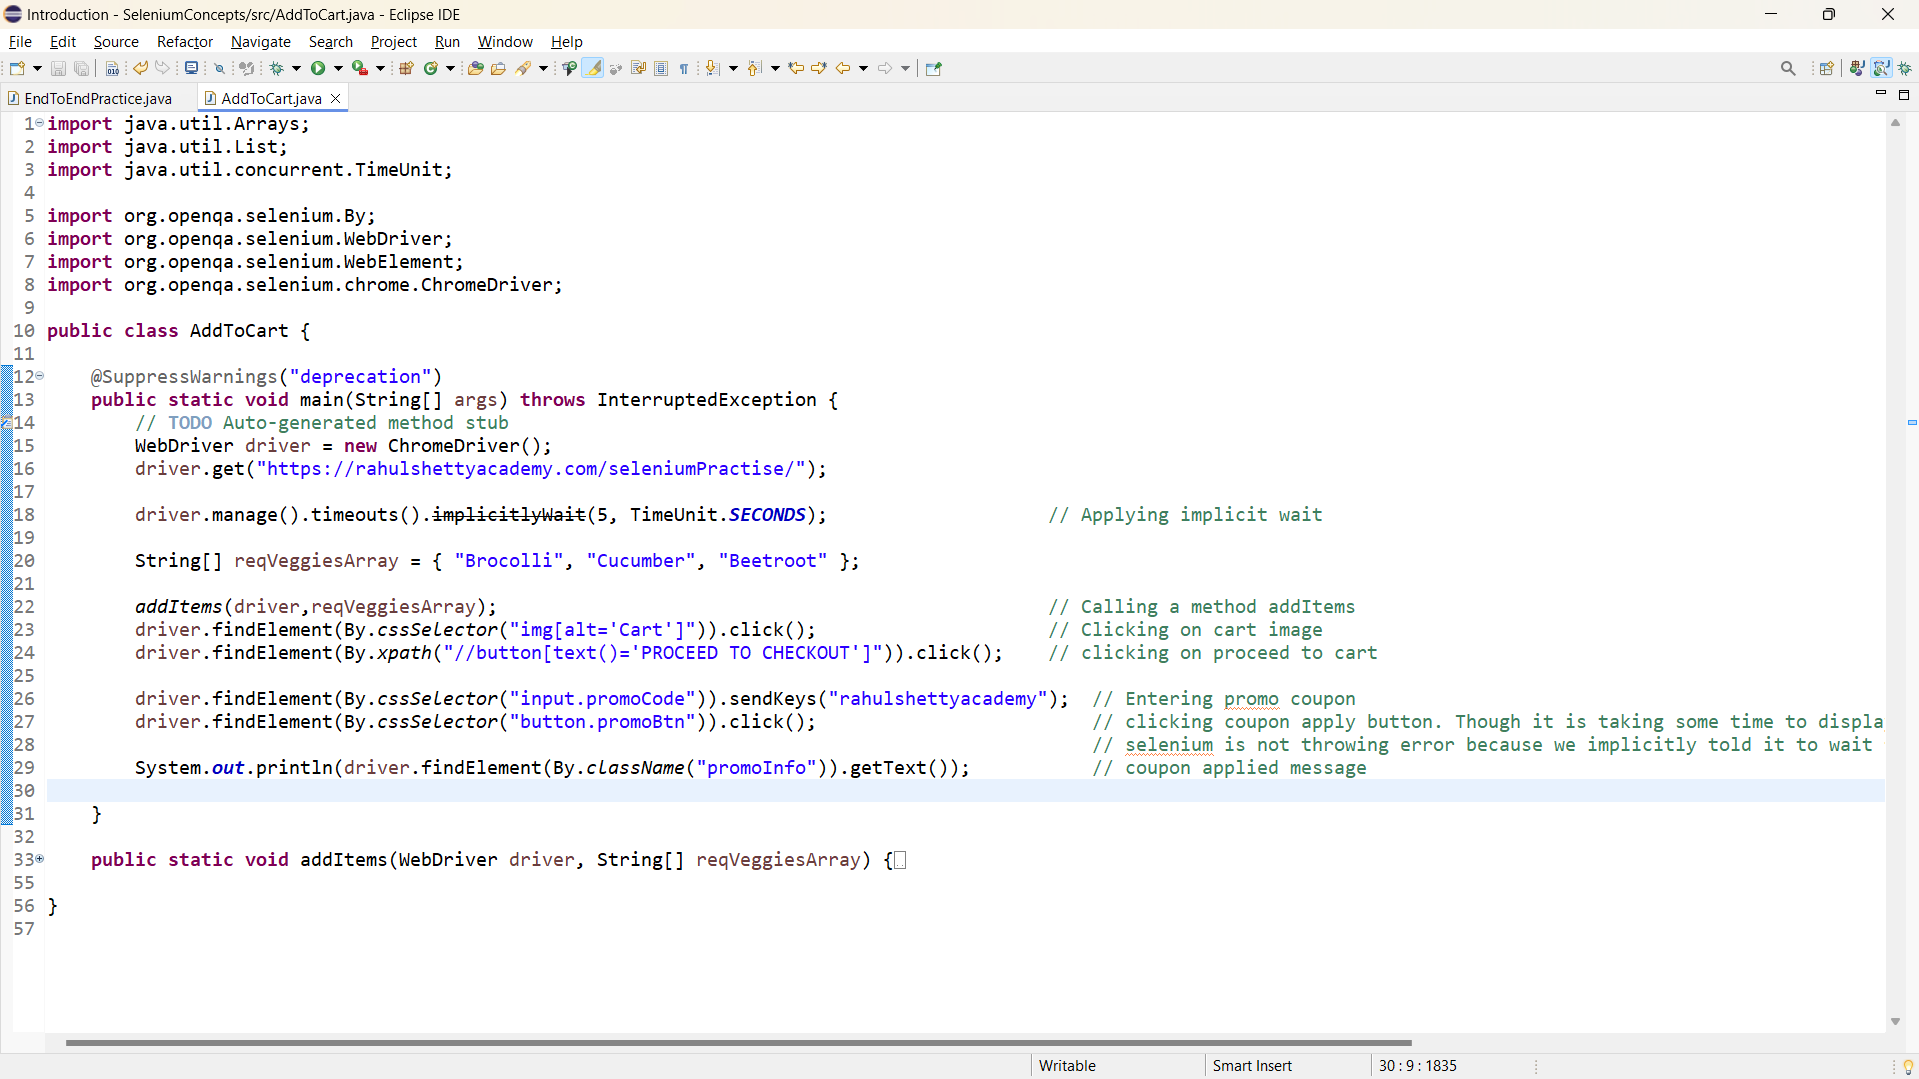 Introduction - SeleniumConcepts/src/AddToCart.java - Eclipse IDE
File Edit Source Refactor Navigate Search Project Run Window Help
EndToEndPractice.java AddToCart.java
1 import java.util.Arrays;
2 import java.util.List;
3 import java.util.concurrent.TimeUnit;
4
5 import org.openqa.selenium.By;
6 import org.openqa.selenium.WebDriver;
7 import org.openqa.selenium.WebElement;
8 import org.openqa.selenium.chrome.ChromeDriver;
9
10 public class AddToCart {
11
12 @SuppressWarnings("deprecation")
13 public static void main(String[] args) throws InterruptedException {
14 // TODO Auto-generated method stub
15 WebDriver driver = new ChromeDriver();
16 driver.get("https://rahulshettyacademy.com/seleniumPractise/");
17
18 driver.manage().timeouts().implicitlyWait(5, TimeUnit.SECONDS); // Applying implicit wait
19
20 String[] reqVeggiesArray = { "Brocolli", "Cucumber", "Beetroot" };
21
22 addItems(driver,reqVeggiesArray); // Calling a method addItems
23 driver.findElement(By.cssSelector("img[alt='Cart']")).click(); // Clicking on cart image
24 driver.findElement(By.xpath("//button[text()='PROCEED TO CHECKOUT']")).click(); // clicking on proceed to cart
25
26 driver.findElement(By.cssSelector("input.promoCode")).sendKeys("rahulshettyacademy"); // Entering promo coupon
27 driver.findElement(By.cssSelector("button.promoBtn")).click(); // clicking coupon apply button. Though it is taking some time to displa
28 // selenium is not throwing error because we implicitly told it to wait
29 System.out.println(driver.findElement(By.className("promoInfo")).getText()); // coupon applied message
30
31 }
32
33 public static void addItems(WebDriver driver, String[] reqVeggiesArray) {
55
56 }
57
Writable Smart Insert 30 : 9 : 1835